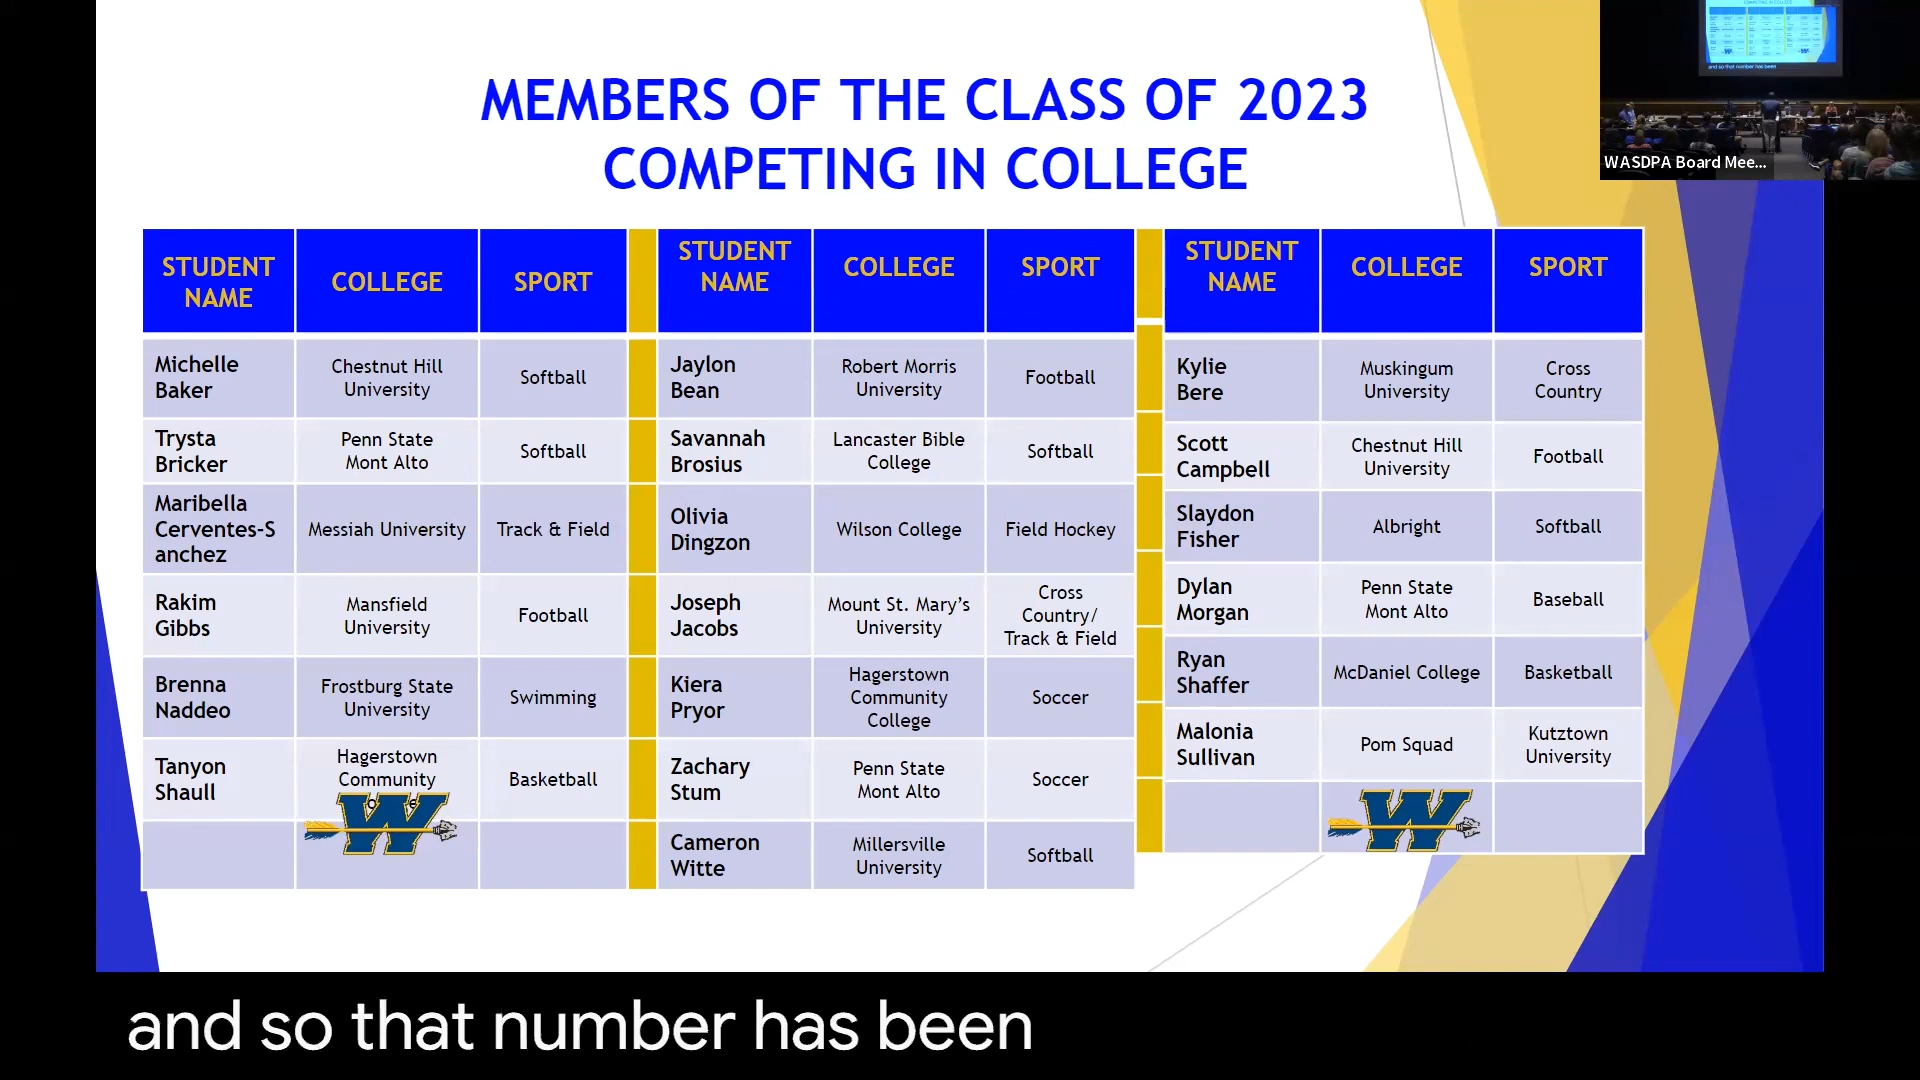 MEMBERS OF THE CLASS OF 2023
COMPETING IN COLLEGE
and so that number has been
WASDPA Board Mee...
STUDENT
NAME
COLLEGE
SPORT
Michelle
Baker
Chestnut Hill
University
Softball
Trysta
Bricker
Penn State
Mont Alto
Softball
Maribella
Cerventes-S
anchez
Messiah University
Track & Field
Rakim
Gibbs
Mansfield
University
Football
Brenna
Naddeo
Frostburg State
University
Swimming
Tanyon
Shaull
Hagerstown
Community
Basketball
W
STUDENT
NAME
COLLEGE
SPORT
Jaylon
Bean
Robert Morris
University
Football
Savannah
Brosius
Lancaster Bible
College
Softball
Olivia
Dingzon
Wilson College
Field Hockey
Joseph
Jacobs
Mount St. Mary’s
University
Cross
Country/
Track & Field
Kiera
Pryor
Hagerstown
Community
College
Soccer
Zachary
Stum
Penn State
Mont Alto
Soccer
Cameron
Witte
Millersville
University
Softball
STUDENT
NAME
COLLEGE
SPORT
Kylie
Bere
Muskingum
University
Cross
Country
Scott
Campbell
Chestnut Hill
University
Football
Slaydon
Fisher
Albright
Softball
Dylan
Morgan
Penn State
Mont Alto
Baseball
Ryan
Shaffer
McDaniel College
Basketball
Malonia
Sullivan
Pom Squad
Kutztown
University
W
and so that number has been